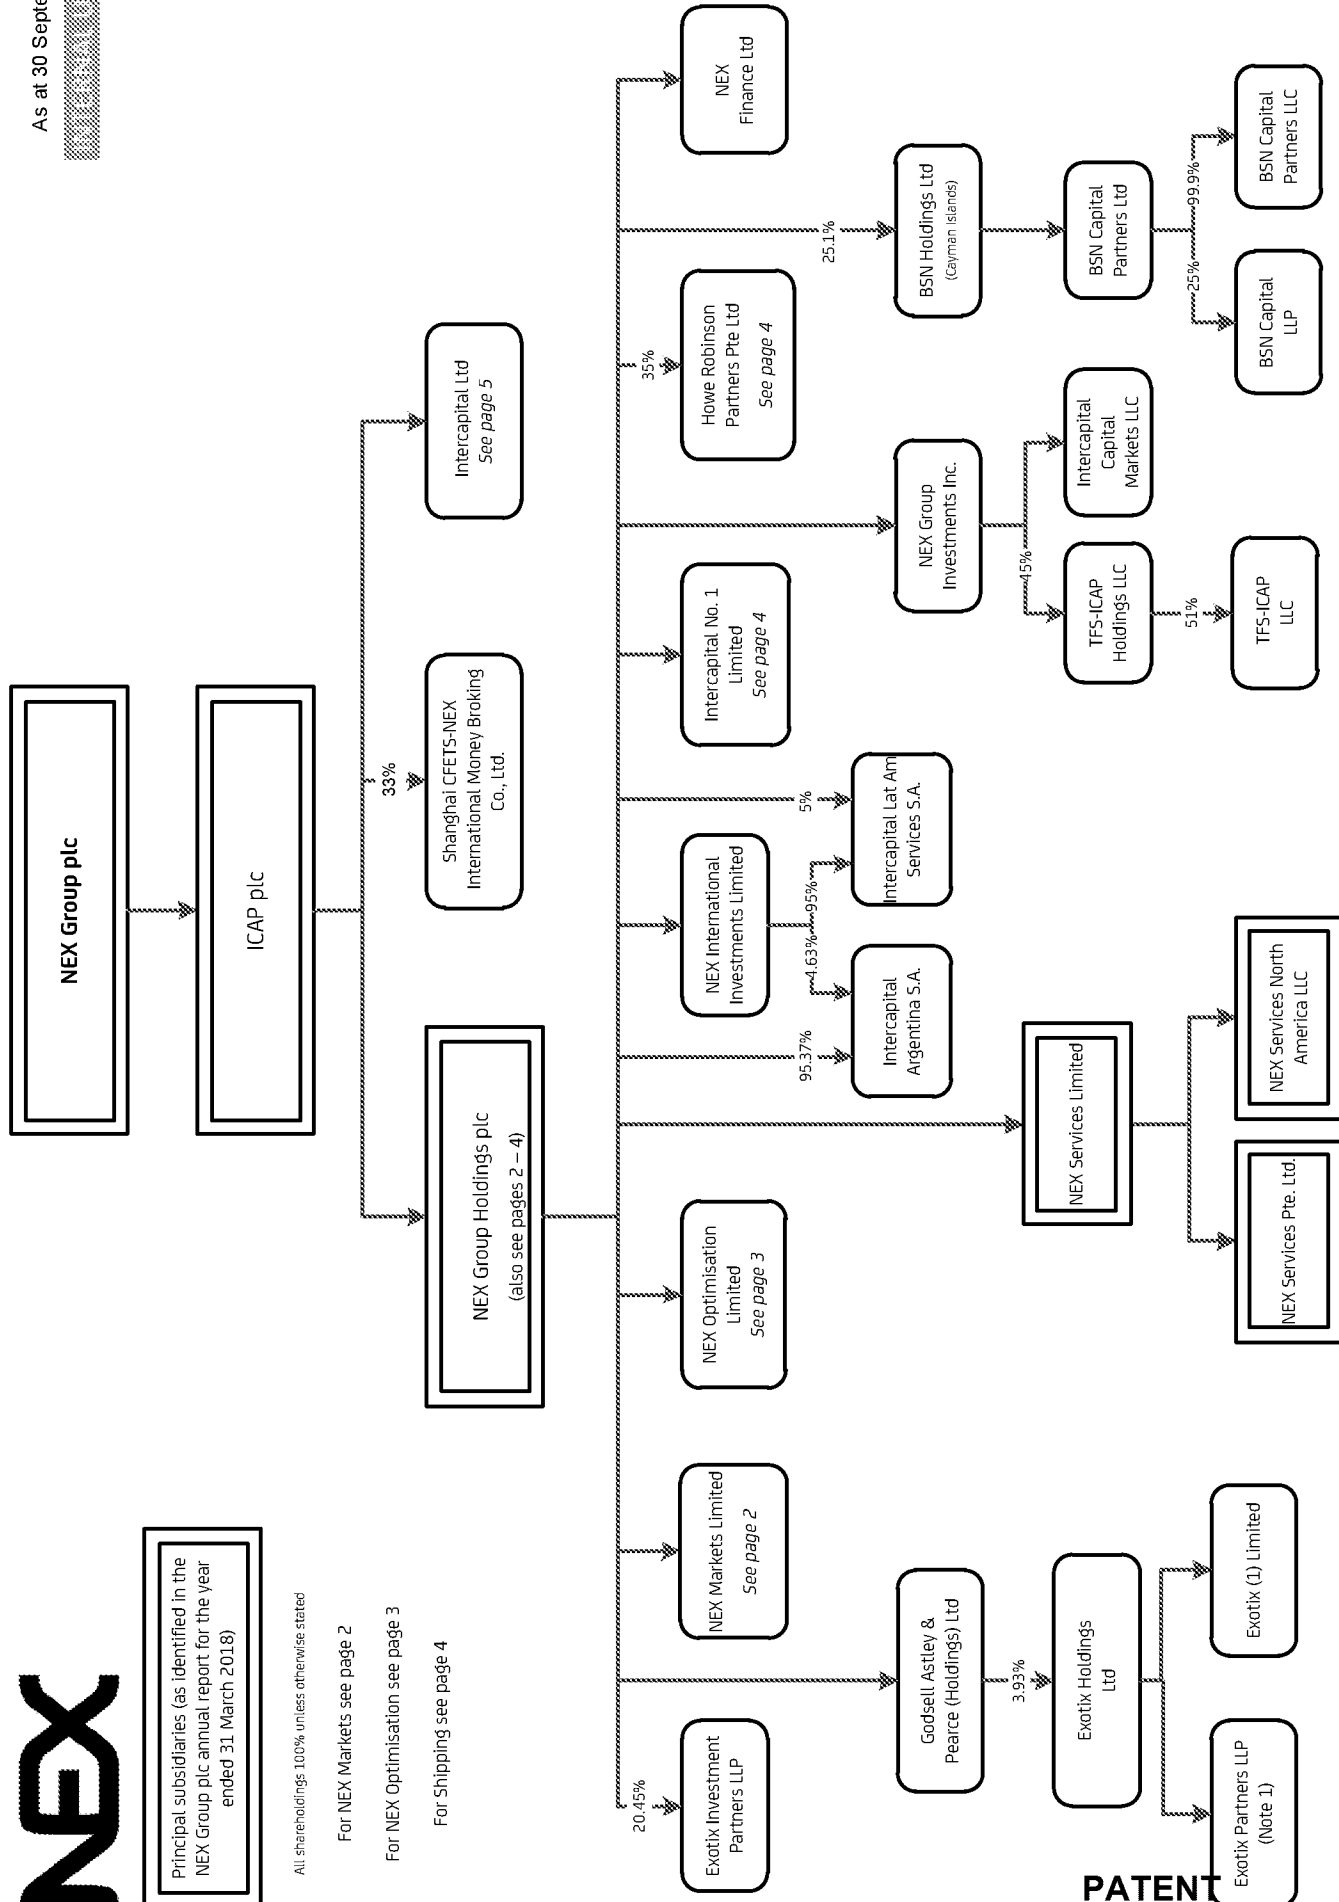 NEX
As at 30 Septe
Principal subsidiaries (as identified in the
NEX Group plc annual report for the year
ended 31 March 2018)
All shareholdings 100% unless otherwise stated
For NEX Markets see page 2
For NEX Optimisation see page 3
For Shipping see page 4
NEX Group plc
ICAP plc
NEX Group Holdings plc
(also see pages 2 – 4)
33%
Shanghai CFETS-NEX
International Money Broking
Co., Ltd.
Intercapital Ltd
See page 5
20.45%
Exotix Investment
Partners LLP
NEX Markets Limited
See page 2
NEX Optimisation
Limited
See page 3
NEX International
Investments Limited
Intercapital No. 1
Limited
See page 4
35%
Howe Robinson
Partners Pte Ltd
See page 4
NEX
Finance Ltd
95.37%
4.63%
95%
5%
25.1%
Intercapital
Argentina S.A.
Intercapital Lat Am
Services S.A.
Godsell Astley &
Pearce (Holdings) Ltd
NEX Group
Investments Inc.
BSN Holdings Ltd
(Cayman Islands)
3.93%
45%
Exotix Holdings
Ltd
NEX Services Limited
TFS-ICAP
Holdings LLC
Intercapital
Capital
Markets LLC
BSN Capital
Partners Ltd
51%
25%
99.9%
Exotix Partners LLP
(Note 1)
Exotix (1) Limited
NEX Services Pte. Ltd.
NEX Services North
America LLC
TFS-ICAP
LLC
BSN Capital
LLP
BSN Capital
Partners LLC
PATENT